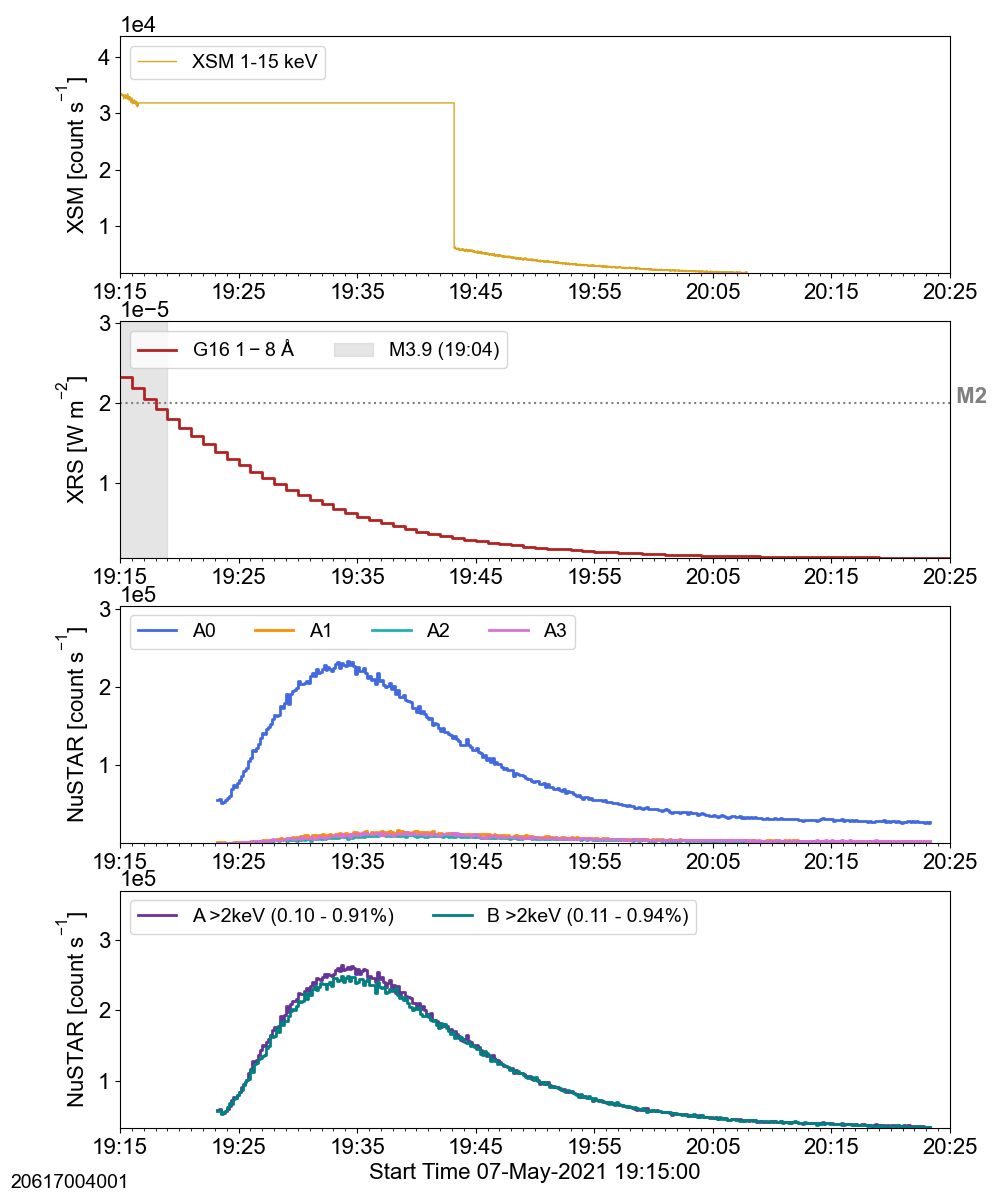 1e4
XSM 1-15 keV
XSM [count s⁻¹]
4
3
2
1
19:15 19:25 19:35 19:45 19:55 20:05 20:15 20:25
1e−5
G16 1 − 8 Å M3.9 (19:04)
XRS [W m⁻²]
3
2
1
M2
19:15 19:25 19:35 19:45 19:55 20:05 20:15 20:25
1e5
A0 A1 A2 A3
NuSTAR [count s⁻¹]
3
2
1
19:15 19:25 19:35 19:45 19:55 20:05 20:15 20:25
1e5
A >2keV (0.10 - 0.91%) B >2keV (0.11 - 0.94%)
NuSTAR [count s⁻¹]
3
2
1
19:15 19:25 19:35 19:45 19:55 20:05 20:15 20:25
Start Time 07-May-2021 19:15:00
20617004001